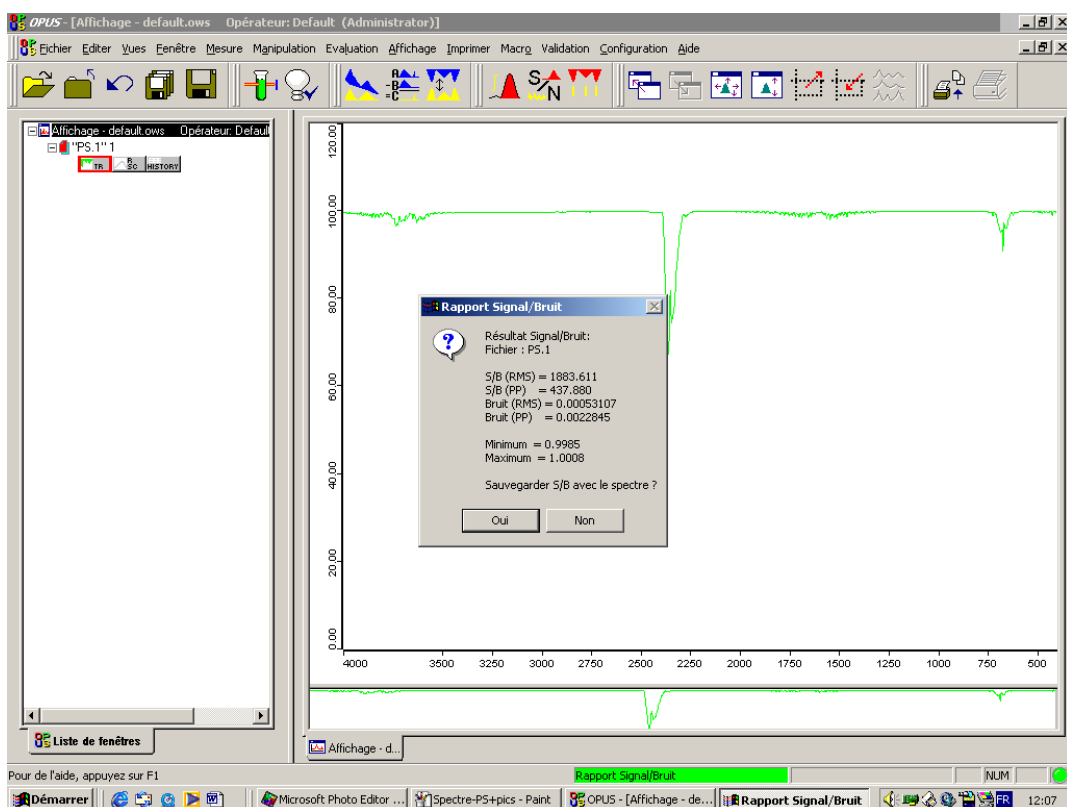 OPUS - [Affichage - default.ows   Opérateur: Default  (Administrator)]
Fichier Editer Vues Fenêtre Mesure Manipulation Evaluation Affichage Imprimer Macro Validation Configuration Aide
A
B
C
S/N
Affichage - default.ows   Opérateur: Defaul
"PS.1" 1
TR
R SC
HISTORY
120.00
100.00
80.00
60.00
40.00
20.00
0.00
4000 3500 3250 3000 2750 2500 2250 2000 1750 1500 1250 1000 750 500
Rapport Signal/Bruit
Résultat Signal/Bruit:
Fichier : PS.1
S/B (RMS) = 1883.611
S/B (PP) = 437.880
Bruit (RMS) = 0.00053107
Bruit (PP) = 0.0022845
Minimum = 0.9985
Maximum = 1.0008
Sauvegarder S/B avec le spectre ?
Oui Non
Liste de fenêtres
Affichage - d...
Pour de l'aide, appuyez sur F1 Rapport Signal/Bruit NUM
Démarrer Microsoft Photo Editor ... Spectre-PS+pics - Paint OPUS - [Affichage - de... Rapport Signal/Bruit FR 12:07